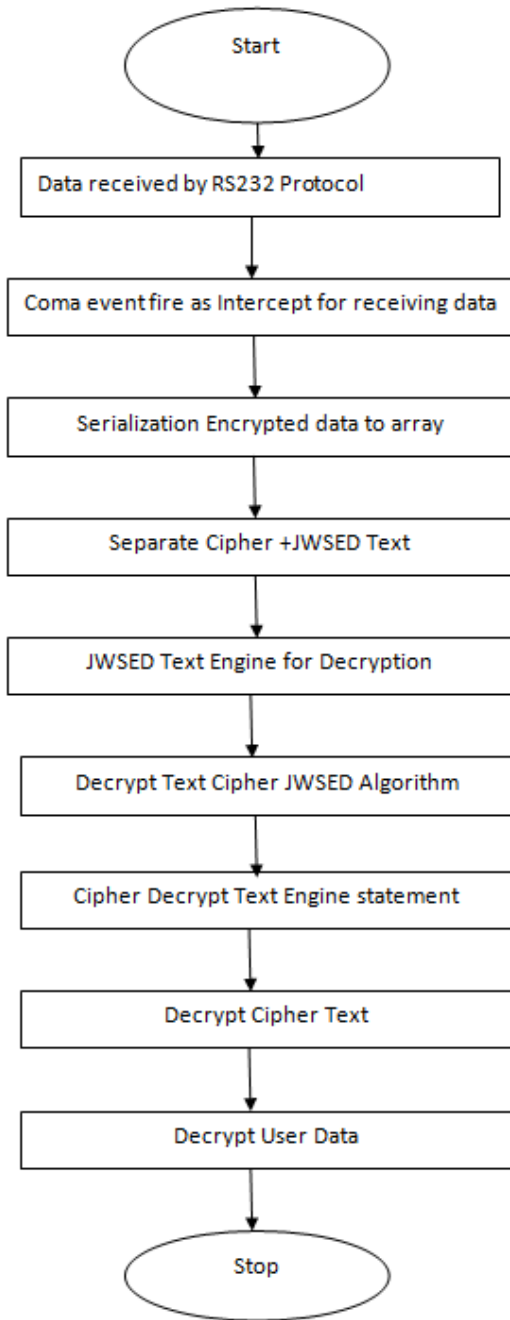 Start
Data received by RS232 Protocol
Coma event fire as Intercept for receiving data
Serialization Encrypted data to array
Separate Cipher +JWSED Text
JWSED Text Engine for Decryption
Decrypt Text Cipher JWSED Algorithm
Cipher Decrypt Text Engine statement
Decrypt Cipher Text
Decrypt User Data
Stop